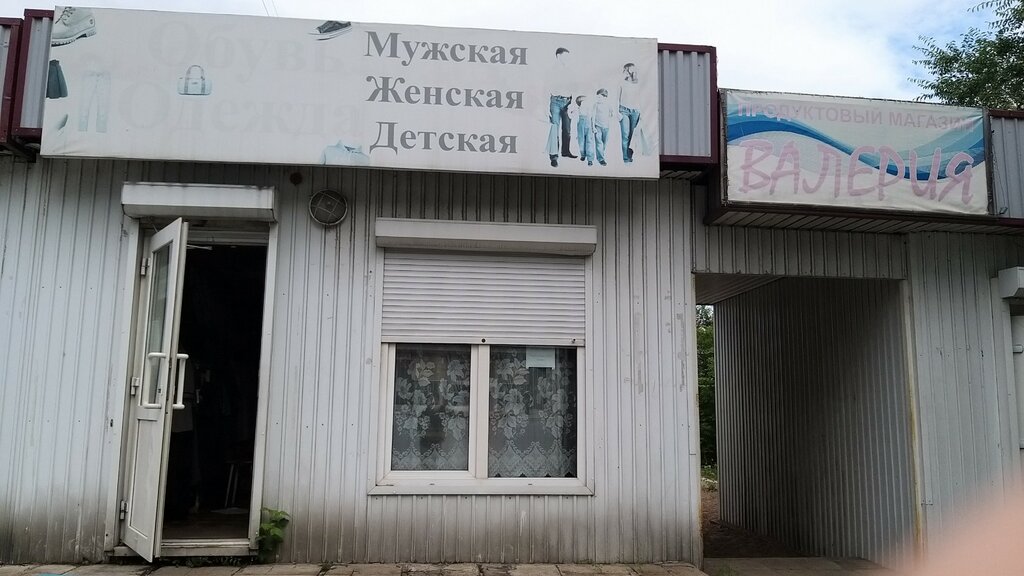 Обувь
Одежда
Мужская
Женская
Детская
ПРОДУКТОВЫЙ МАГАЗИН
ВАЛЕРИЯ